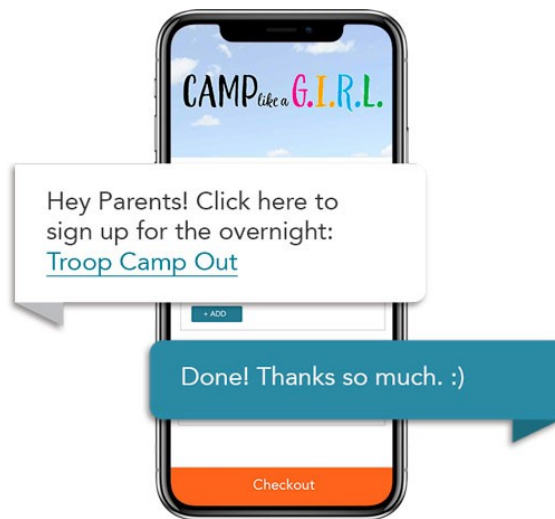 CAMP like a G.I.R.L.
Hey Parents! Click here to
sign up for the overnight:
Troop Camp Out
+ ADD
Done! Thanks so much. :)
Checkout